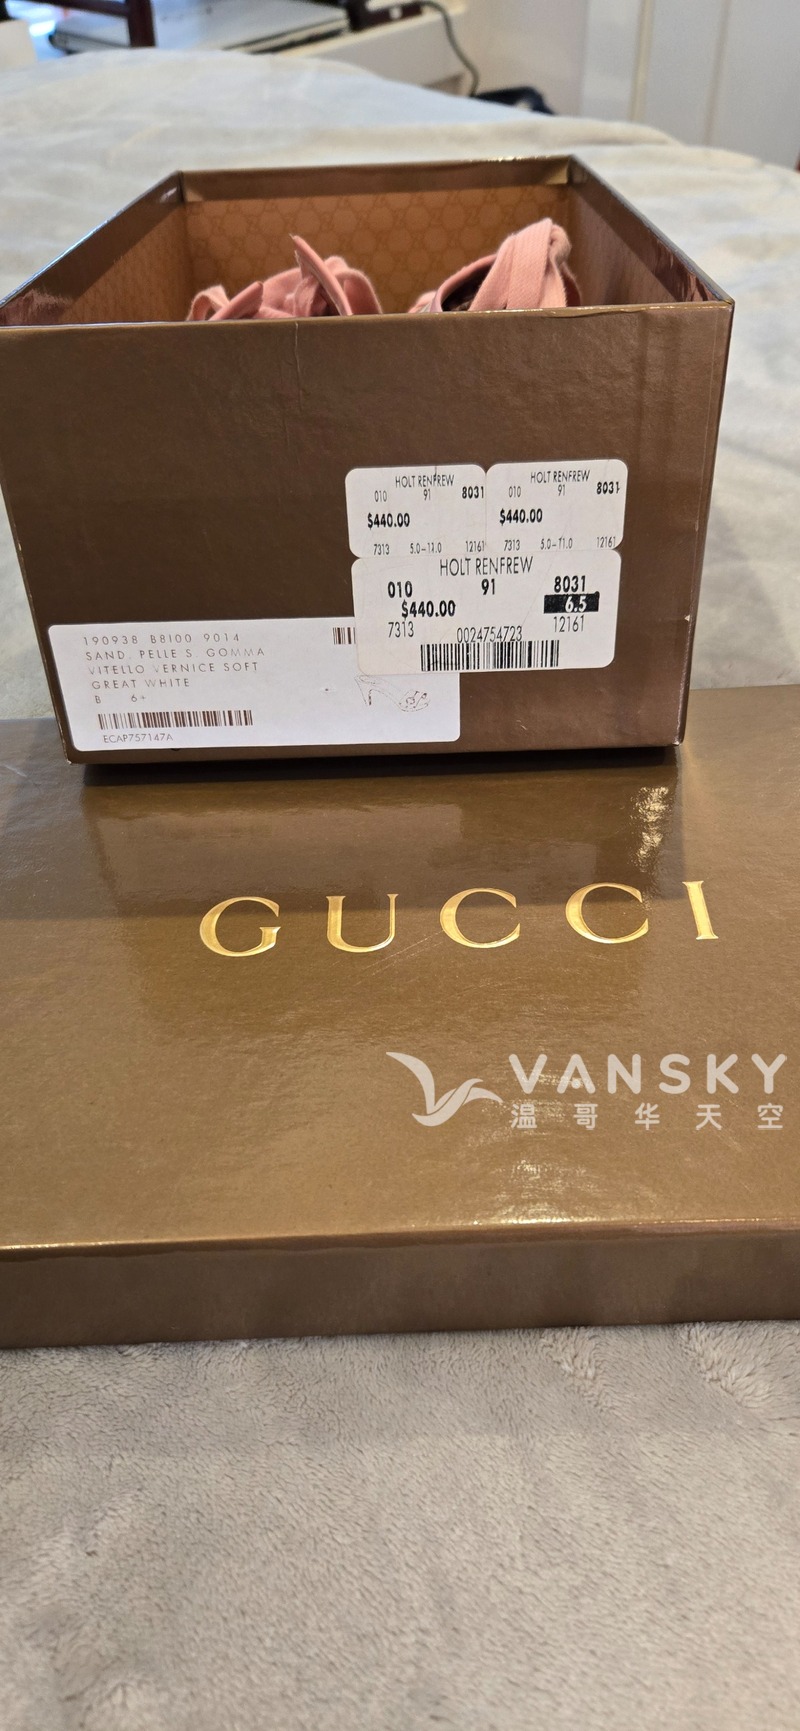 HOLT RENFREW
010 91 8031
$440.00
7313 5.0-11.0 12161
HOLT RENFREW
010 91 8031
$440.00
7313 5.0-11.0 12161
HOLT RENFREW
010 91 8031
$440.00 6.5
7313 0024754723 12161
190938 B8I00 9014
SAND. PELLE S. GOMMA
VITELLO VERNICE SOFT
GREAT WHITE
B 6+
ECAP757147A
GUCCI
VANSKY
温哥华天空